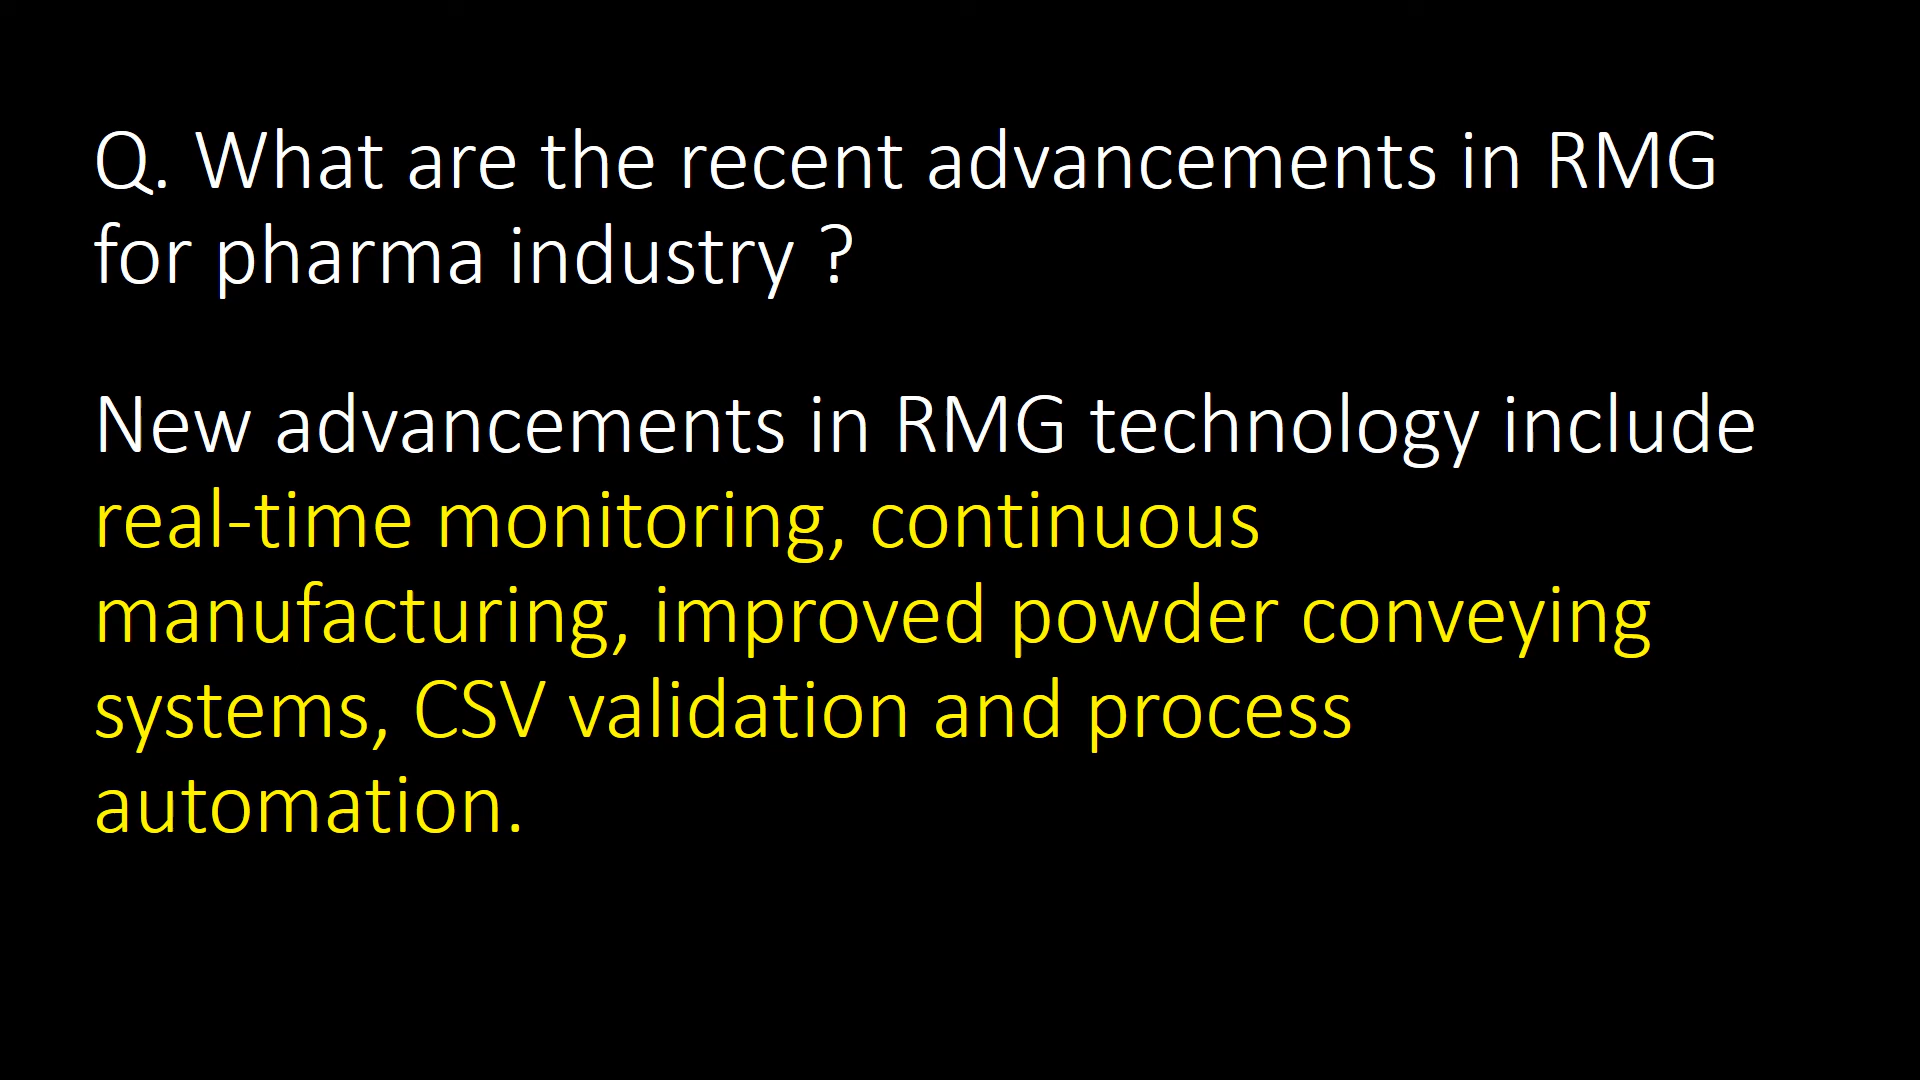 Q. What are the recent advancements in RMG
for pharma industry ?
New advancements in RMG technology include
real-time monitoring, continuous
manufacturing, improved powder conveying
systems, CSV validation and process
automation.